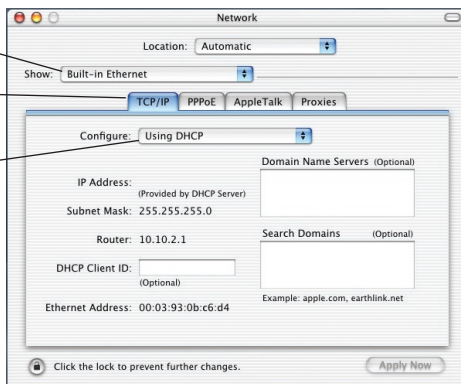 Network
Location: Automatic
Show: Built-in Ethernet
TCP/IP PPPoE AppleTalk Proxies
Configure: Using DHCP
Domain Name Servers (Optional)
IP Address:
(Provided by DHCP Server)
Subnet Mask: 255.255.255.0
Router: 10.10.2.1
Search Domains (Optional)
DHCP Client ID:
(Optional)
Example: apple.com, earthlink.net
Ethernet Address: 00:03:93:0b:c6:d4
Click the lock to prevent further changes.
Apply Now